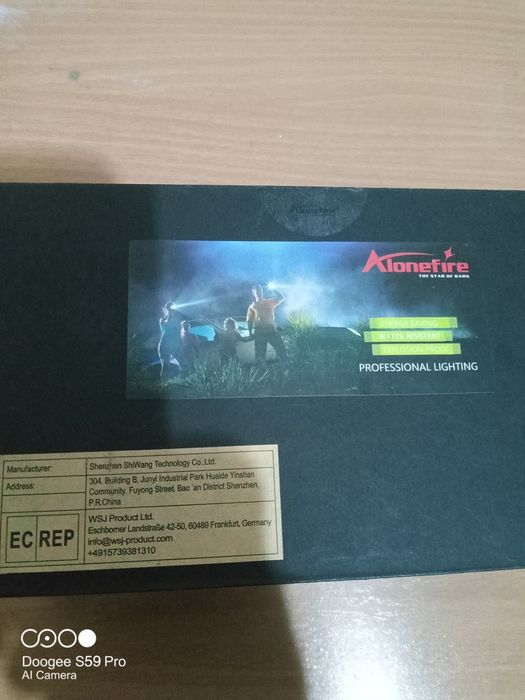 Alonefire
Alonefire
THE STAR OF DARK
ENERGY SAVING
WATER RESISTANT
EXPLOSION PROOF
PROFESSIONAL LIGHTING
Manufacturer: Shenzhen ShiWang Technology Co.,Ltd.
Address: 304, Building B, Junyi Industrial Park Huaide Yinshan
Community, Fuyong Street, Bao 'an District Shenzhen,
P.R.China
EC REP
WSJ Product Ltd.
Eschborner Landstraße 42-50, 60489 Frankfurt, Germany
info@wsj-product.com
+4915739381310
Doogee S59 Pro
AI Camera